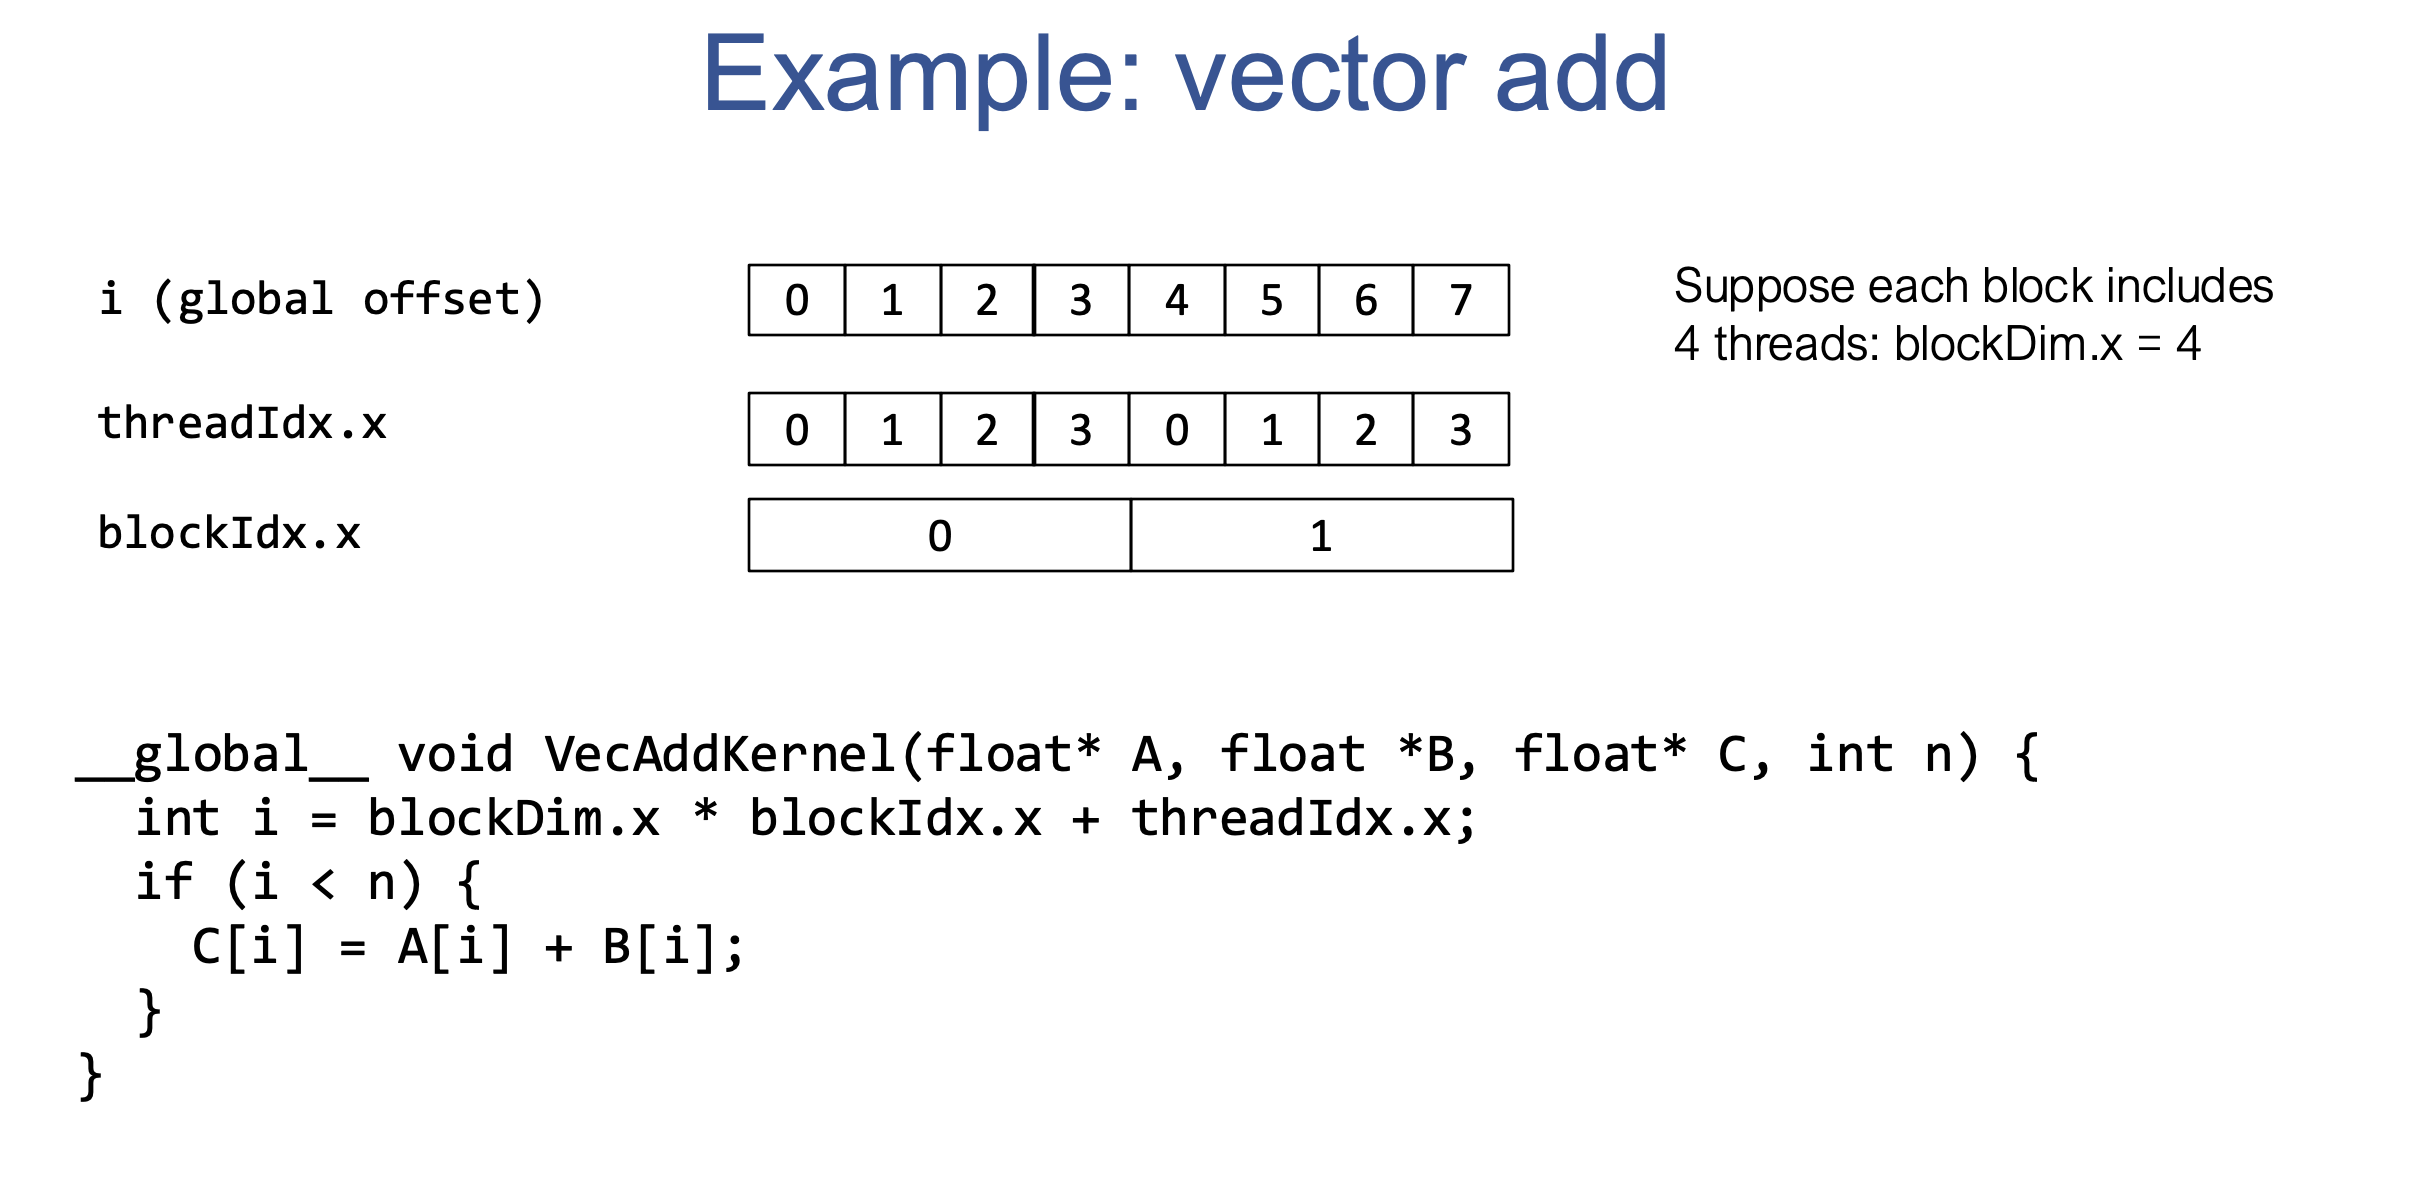 Example: vector add
i (global offset)
0 1 2 3 4 5 6 7
Suppose each block includes
4 threads: blockDim.x = 4
threadIdx.x
0 1 2 3 0 1 2 3
blockIdx.x
0 1
__global__ void VecAddKernel(float* A, float *B, float* C, int n) {
  int i = blockDim.x * blockIdx.x + threadIdx.x;
  if (i < n) {
    C[i] = A[i] + B[i];
  }
}